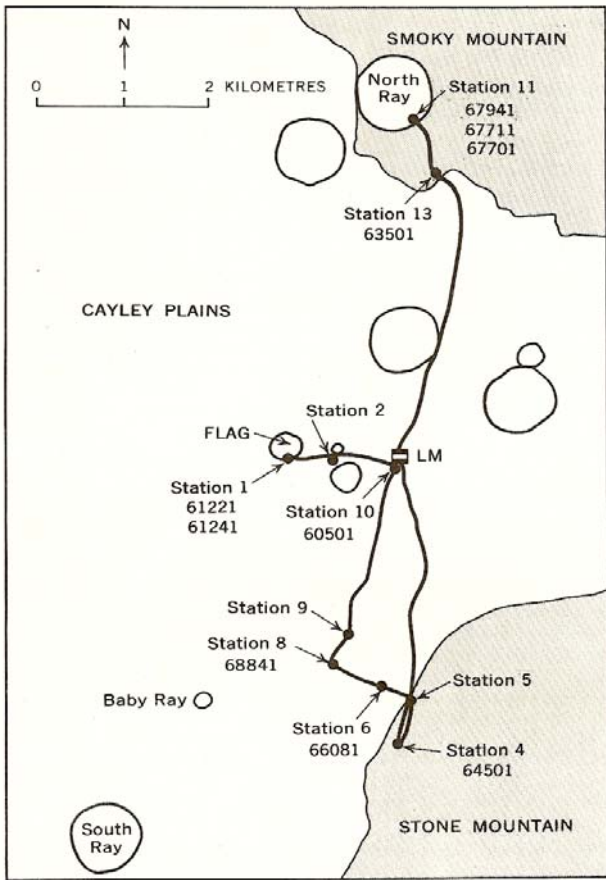 N
0 1 2 KILOMETRES
SMOKY MOUNTAIN
North
Ray
Station 11
67941
67711
67701
Station 13
63501
CAYLEY PLAINS
Station 2
FLAG
LM
Station 1
61221
61241
Station 10
60501
Station 9
Station 8
68841
Station 5
Baby Ray
Station 6
66081
Station 4
64501
South
Ray
STONE MOUNTAIN